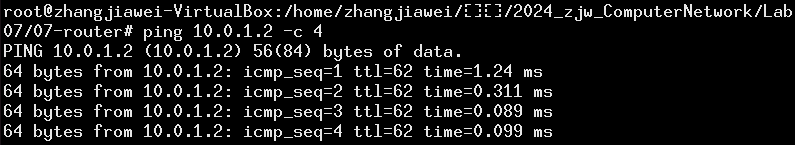 root@zhangjiawei-VirtualBox:/home/zhangjiawei/[][]/2024_zjw_ComputerNetwork/Lab
07/07-router# ping 10.0.1.2 -c 4
PING 10.0.1.2 (10.0.1.2) 56(84) bytes of data.
64 bytes from 10.0.1.2: icmp_seq=1 ttl=62 time=1.24 ms
64 bytes from 10.0.1.2: icmp_seq=2 ttl=62 time=0.311 ms
64 bytes from 10.0.1.2: icmp_seq=3 ttl=62 time=0.089 ms
64 bytes from 10.0.1.2: icmp_seq=4 ttl=62 time=0.099 ms